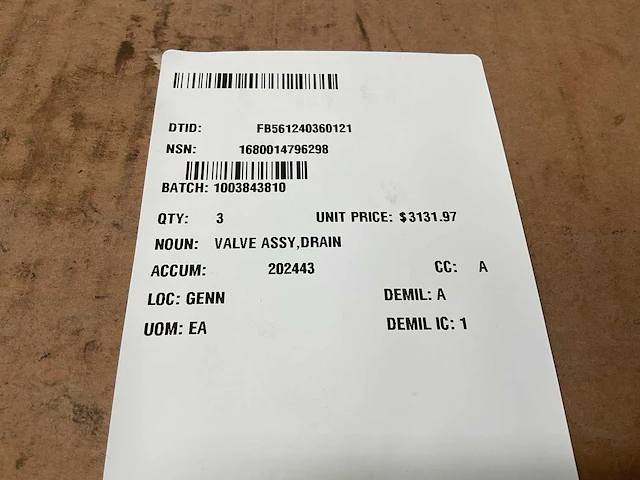 DTID: FB561240360121
NSN: 1680014796298
BATCH: 1003843810
QTY: 3 UNIT PRICE: $3131.97
NOUN: VALVE ASSY,DRAIN
ACCUM: 202443 CC: A
LOC: GENN DEMIL: A
UOM: EA DEMIL IC: 1